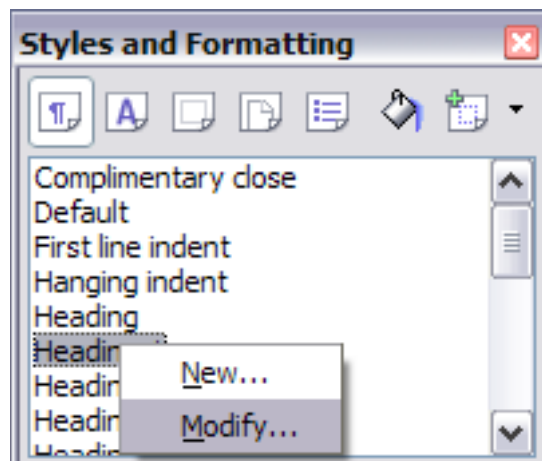 Styles and Formatting
Complimentary close
Default
First line indent
Hanging indent
Heading
New...
Modify...